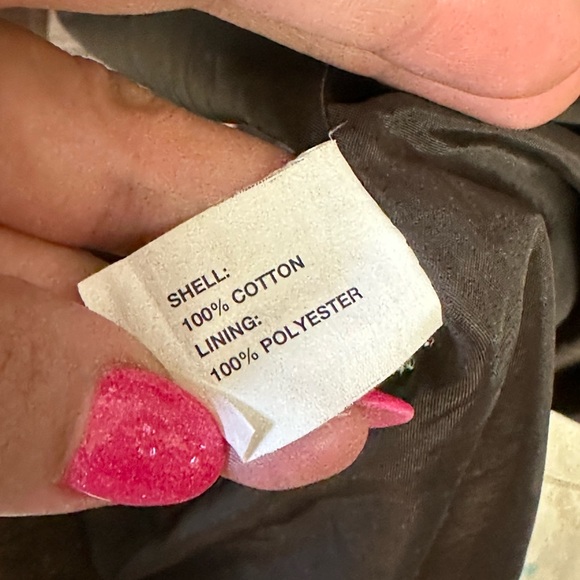 SHELL:
100% COTTON
LINING:
100% POLYESTER